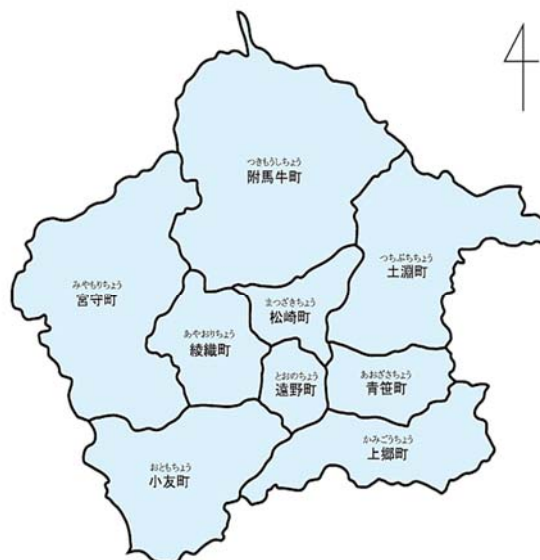 つきもうしちょう
附馬牛町
つちぶちちょう
土淵町
みやもりちょう
宮守町
まつざきちょう
松崎町
あやおりちょう
綾織町
とおのちょう
遠野町
あおざさちょう
青笹町
かみごうちょう
上郷町
おともちょう
小友町